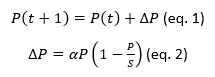 P(t + 1) = P(t) + ΔP (eq. 1)
ΔP = αP(1 − P/S) (eq. 2)